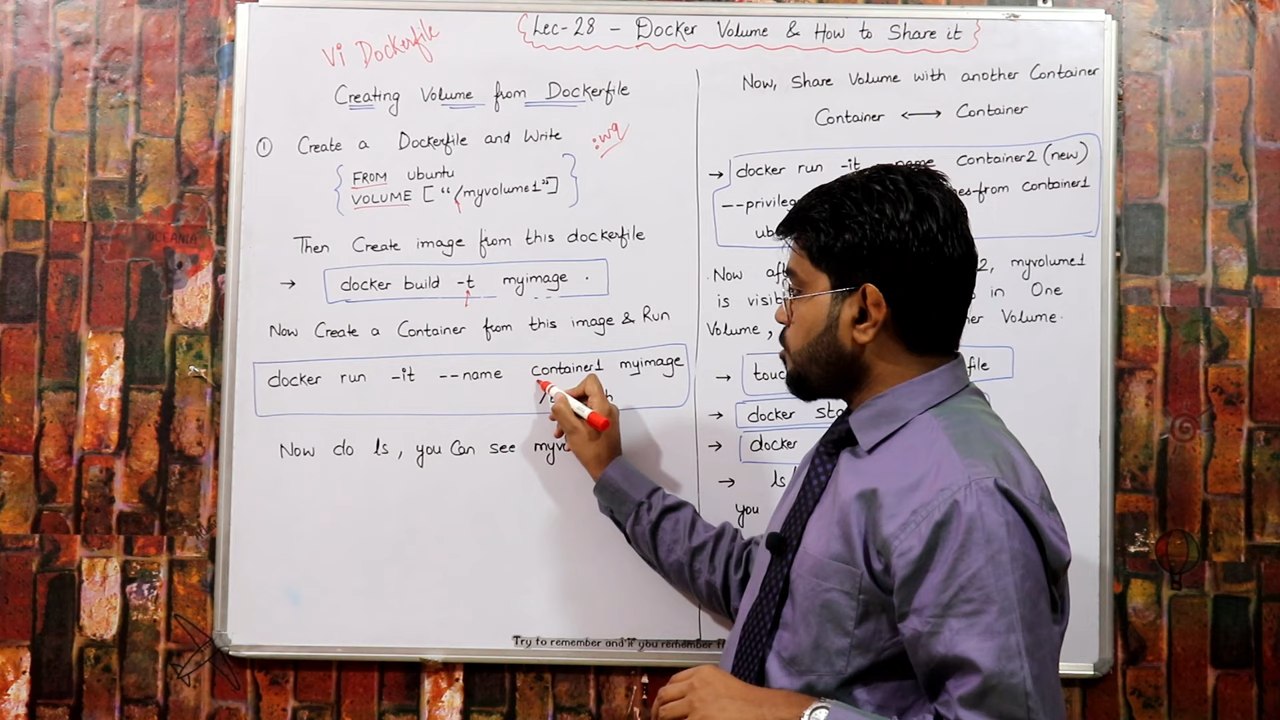 Lec-28 - Docker Volume & How to Share it
Vi Dockerfile
Creating Volume from Dockerfile
① Create a Dockerfile and Write
:wq
FROM ubuntu
VOLUME ["/myvolume1"]
Then Create image from this dockerfile
→ docker build -t myimage .
Now Create a Container from this image & Run
docker run -it --name container1 myimage
Now do ls, you Can see
Now, Share Volume with another Container
Container ⟷ Container
→ docker run -it --name container2 (new)
container1
Now 2, myvolume1
is in One
Volume, Volume.
→ file
→ docker
→ docker
→ ls
you
Try to remember and if you remember
OCEANIA